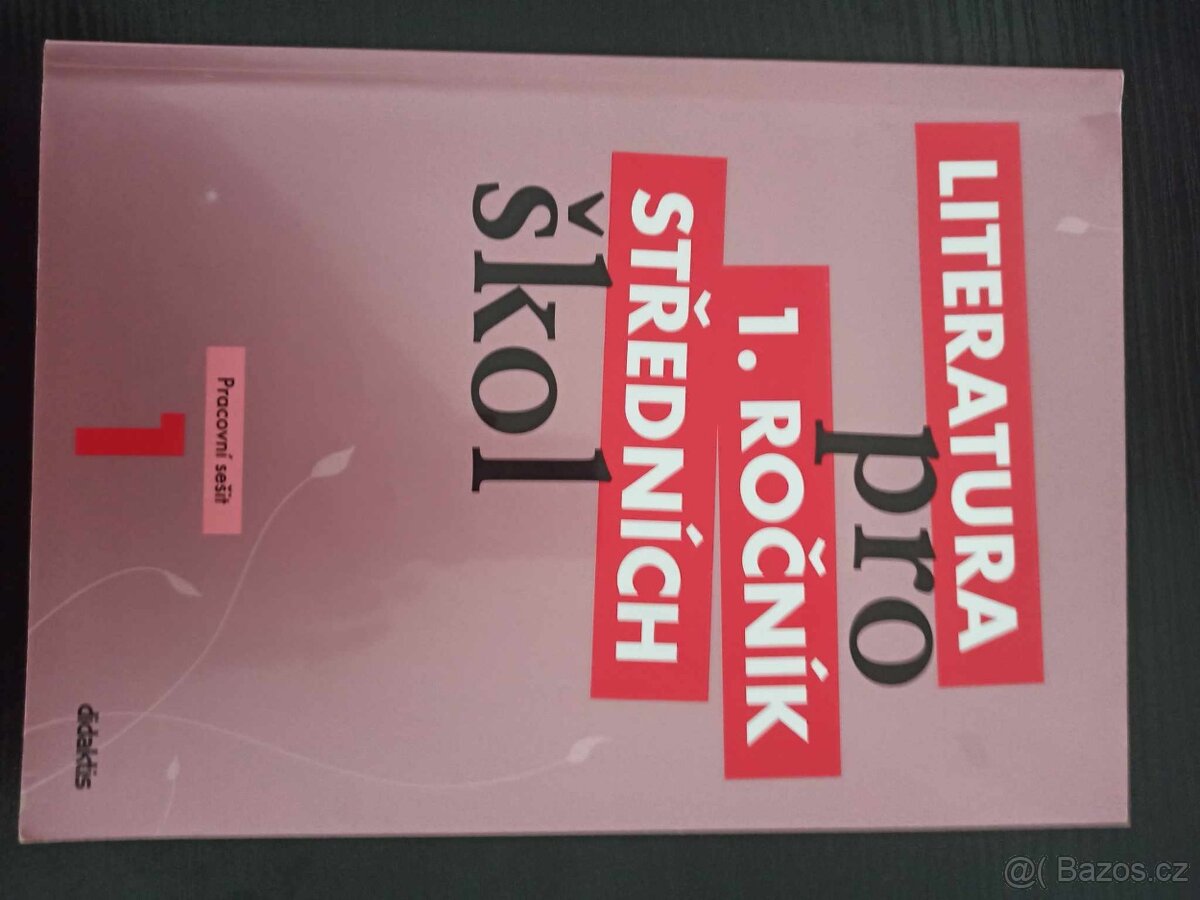 LITERATURA
pro
1. ROČNÍK
STŘEDNÍCH
škol
Pracovní sešit
1
didaktis
@( Bazos.cz